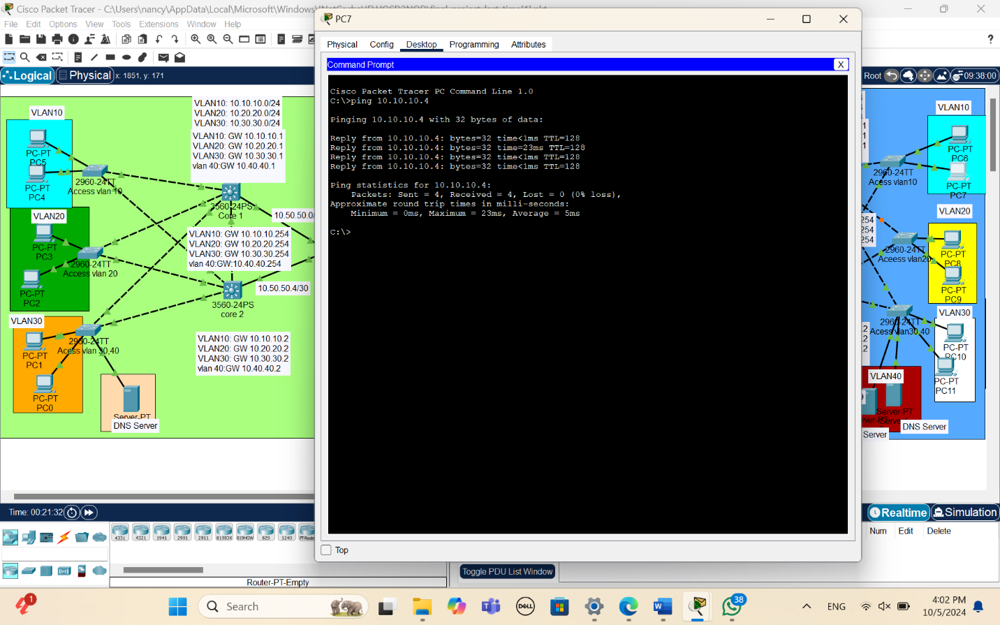 Cisco Packet Tracer - C:\Users\nancy\AppData\Local\Microsoft\Windows
File Edit Options View Tools Extensions Window Help
PC7
Physical Config Desktop Programming Attributes
Command Prompt
X
Logical Physical x: 1851, y: 171
Root 09:38:00
Cisco Packet Tracer PC Command Line 1.0
C:\>ping 10.10.10.4
Pinging 10.10.10.4 with 32 bytes of data:
Reply from 10.10.10.4: bytes=32 time<1ms TTL=128
Reply from 10.10.10.4: bytes=32 time=23ms TTL=128
Reply from 10.10.10.4: bytes=32 time<1ms TTL=128
Reply from 10.10.10.4: bytes=32 time<1ms TTL=128
Ping statistics for 10.10.10.4:
Packets: Sent = 4, Received = 4, Lost = 0 (0% loss),
Approximate round trip times in milli-seconds:
Minimum = 0ms, Maximum = 23ms, Average = 5ms
C:\>
Top
VLAN10
PC-PT
PC5
PC-PT
PC4
2960-24TT
Access vlan 10
VLAN20
PC-PT
PC3
PC-PT
PC2
2960-24TT
Accees vlan 20
VLAN30
PC-PT
PC1
PC-PT
PC0
2950-24TT
Acess vlan 30,40
Server-PT
DNS Server
VLAN10: 10.10.10.0/24
VLAN20: 10.20.20.0/24
VLAN30: 10.30.30.0/24
VLAN10: GW 10.10.10.1
VLAN20: GW 10.20.20.1
VLAN30: GW 10.30.30.1
vlan 40:GW 10.40.40.1
3560-24PS
Core 1
10.50.50.0/
VLAN10: GW 10.10.10.254
VLAN20: GW 10.20.20.254
VLAN30: GW 10.30.30.254
vlan 40:GW:10.40.40.254
10.50.50.4/30
3560-24PS
core 2
VLAN10: GW 10.10.10.2
VLAN20: GW 10.20.20.2
VLAN30: GW 10.30.30.2
vlan 40:GW 10.40.40.2
VLAN10
1
1
1
PC-PT
PC6
2960-24TT
Acess vlan10
PC-PT
PC7
VLAN20
254
254
254
2960-24TT
Aceess vlan20
PC-PT
PC8
PC-PT
PC9
VLAN30
2960-24TT
Acess vlan30,40
2
2
2
PC-PT
PC10
PC-PT
PC11
VLAN40
Server-PT
DNS Server
Server
Time: 00:21:32
Realtime Simulation
4331 4321 1941 2901 2911 819IOX 819HGW 829 1240
Num Edit Delete
Router-PT-Empty
Toggle PDU List Window
1
Search
DELL
38
ENG
4:02 PM
10/5/2024